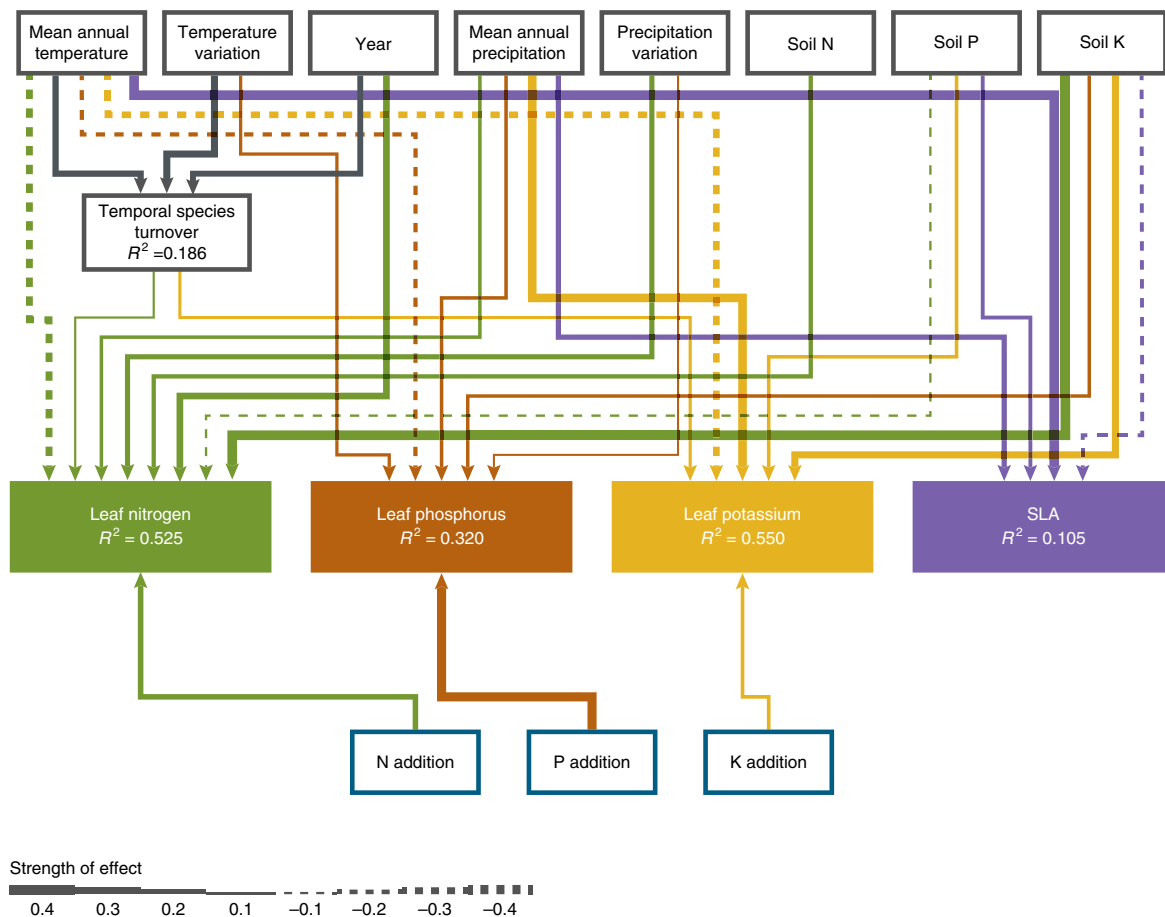 Mean annual
temperature
Temperature
variation
Year
Mean annual
precipitation
Precipitation
variation
Soil N
Soil P
Soil K
Temporal species
turnover
R² =0.186
Leaf nitrogen
R² = 0.525
Leaf phosphorus
R² = 0.320
Leaf potassium
R² = 0.550
SLA
R² = 0.105
N addition
P addition
K addition
Strength of effect
0.4 0.3 0.2 0.1 –0.1 –0.2 –0.3 –0.4